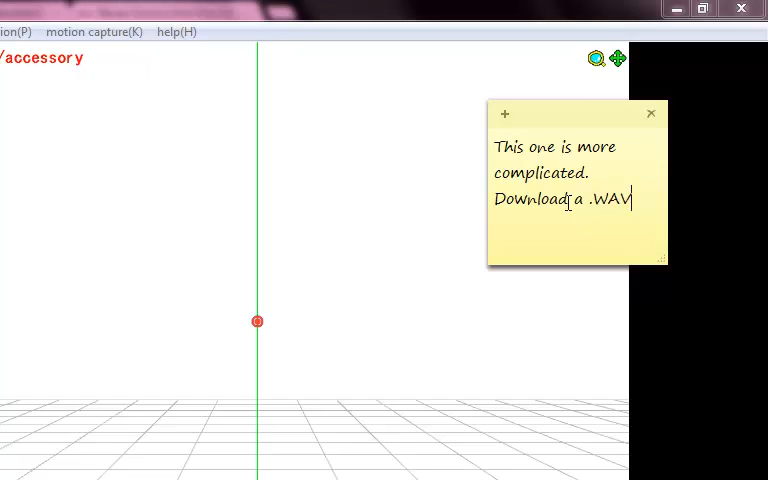 ion(P) motion capture(K) help(H)
/accessory
This one is more
complicated.
Download a .WAV